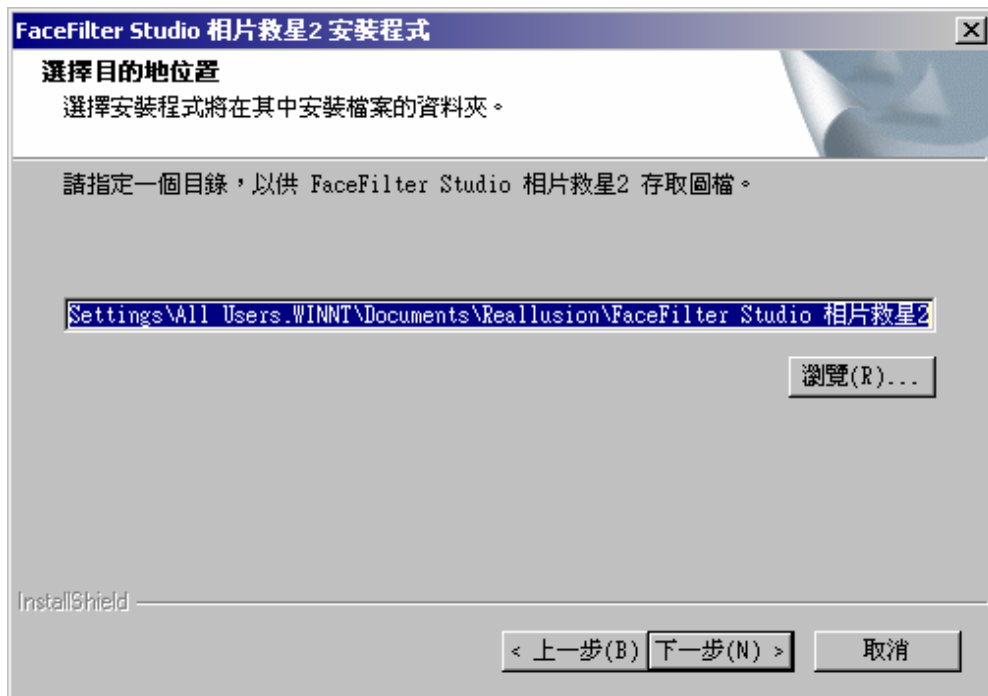 FaceFilter Studio 相片救星2 安裝程式
選擇目的地位置
選擇安裝程式將在其中安裝檔案的資料夾。
請指定一個目錄，以供 FaceFilter Studio 相片救星2 存取圖檔。
Settings\All Users.WINNT\Documents\Reallusion\FaceFilter Studio 相片救星2
瀏覽(R)...
InstallShield
< 上一步(B) 下一步(N) > 取消